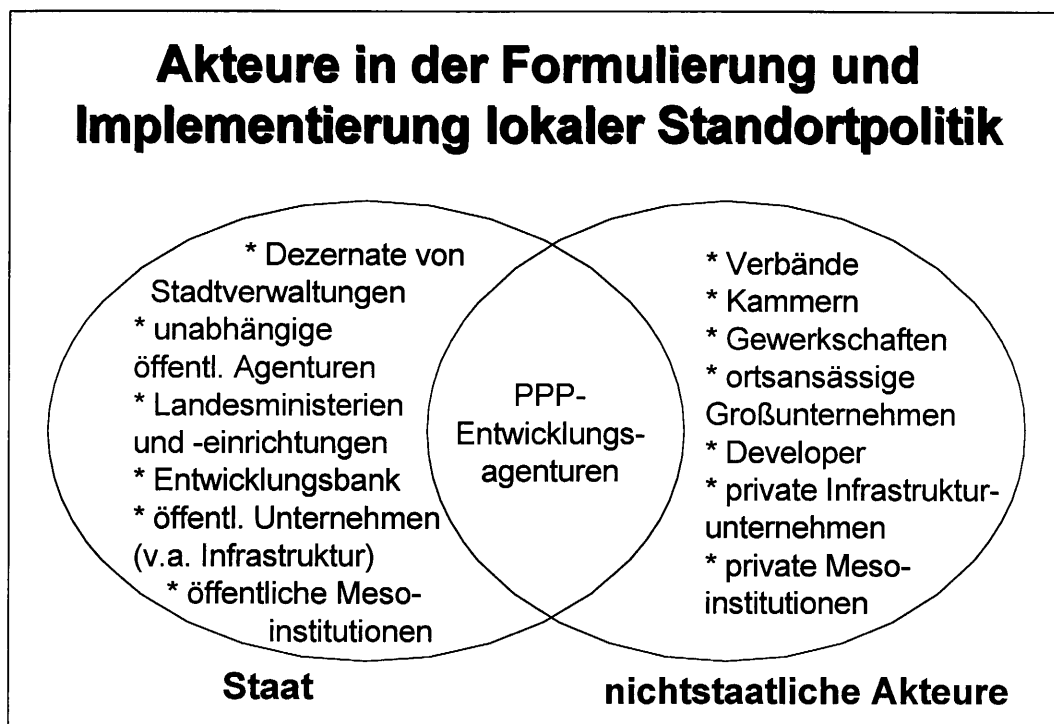 Akteure in der Formulierung und
Implementierung lokaler Standortpolitik
* Dezernate von
Stadtverwaltungen
* unabhängige
öffentl. Agenturen
* Landesministerien
und -einrichtungen
* Entwicklungsbank
* öffentl. Unternehmen
(v.a. Infrastruktur)
* öffentliche Meso-
institutionen
PPP-
Entwicklungs-
agenturen
* Verbände
* Kammern
* Gewerkschaften
* ortsansässige
Großunternehmen
* Developer
* private Infrastruktur-
unternehmen
* private Meso-
institutionen
Staat
nichtstaatliche Akteure